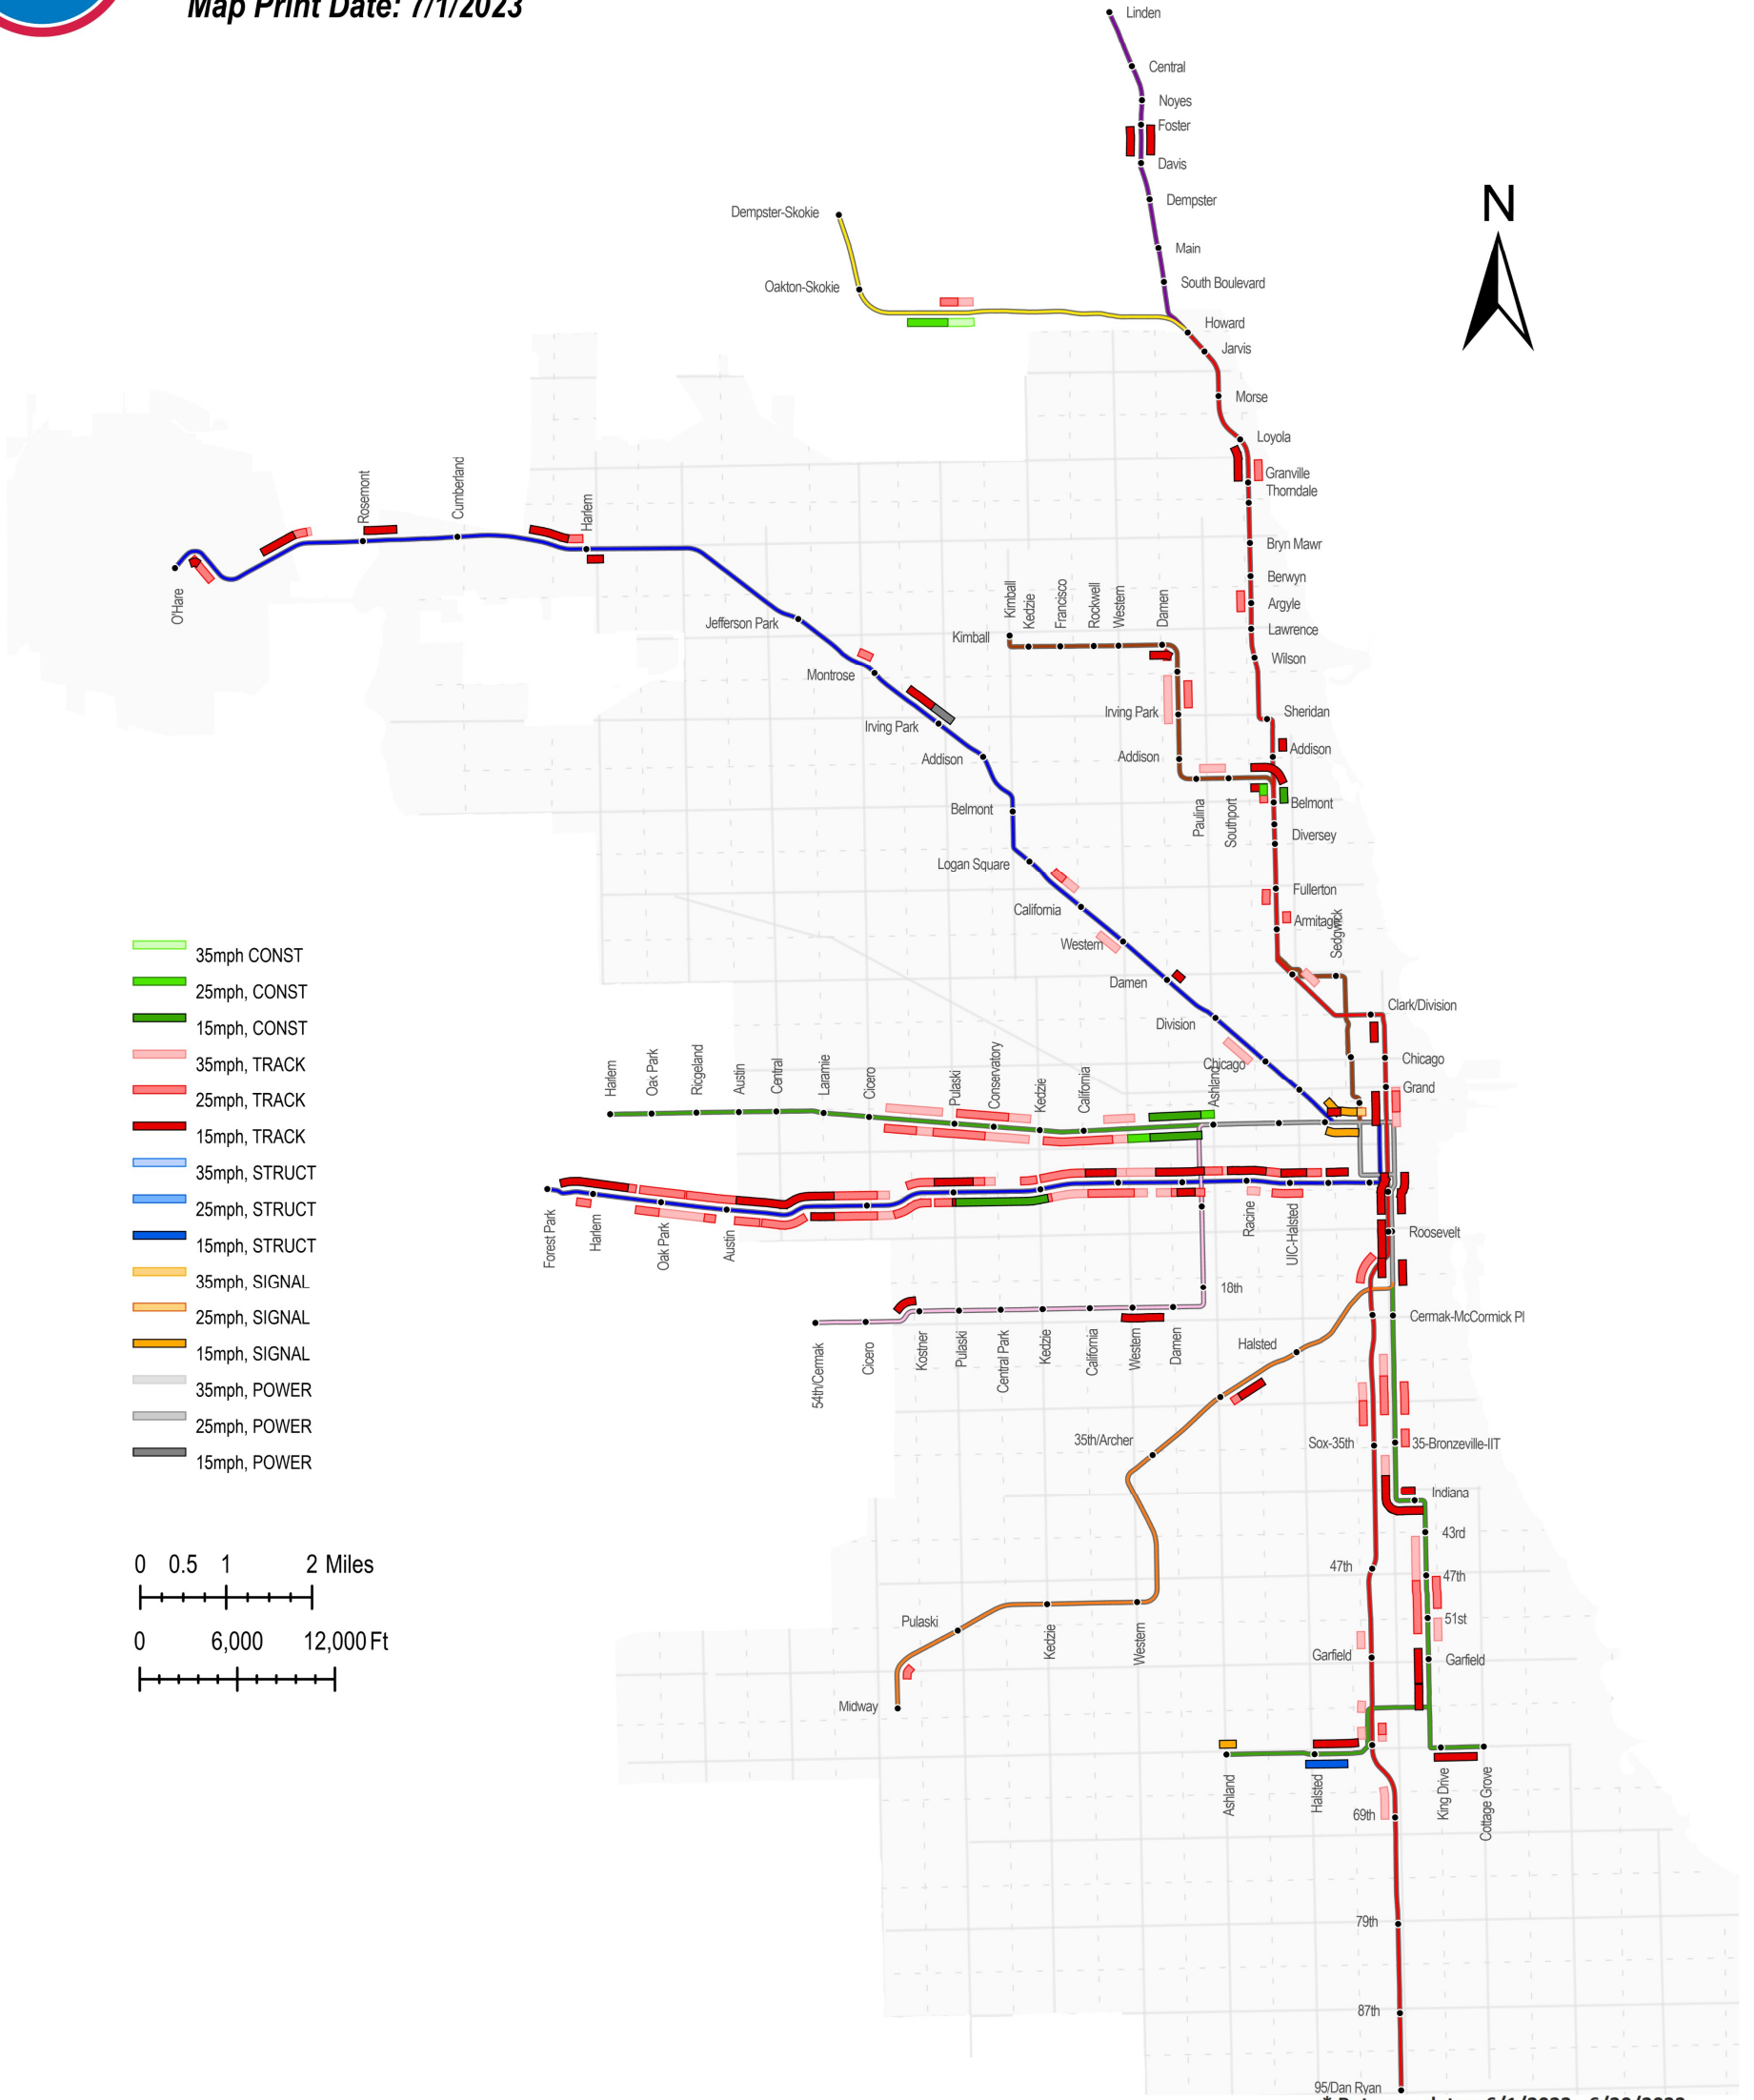 Map Print Date: 7/1/2023
Linden
Central
Noyes
Foster
Davis
Dempster
Main
South Boulevard
N
Dempster-Skokie
Oakton-Skokie
Howard
Jarvis
Morse
Loyola
Granville
Thorndale
Bryn Mawr
Berwyn
Argyle
Lawrence
Wilson
Sheridan
Addison
Belmont
Diversey
Fullerton
Armitage
Sedgwick
Clark/Division
Chicago
Grand
Roosevelt
Cermak-McCormick Pl
O'Hare
Rosemont
Cumberland
Harlem
Jefferson Park
Montrose
Irving Park
Addison
Belmont
Logan Square
California
Western
Damen
Division
Chicago
Kimball
Kimball
Kedzie
Francisco
Rockwell
Western
Damen
Irving Park
Addison
Paulina
Southport
Harlem
Oak Park
Ricgeland
Austin
Central
Laramie
Cicero
Pulaski
Conservatory
Kedzie
California
Ashland
Forest Park
Harlem
Oak Park
Austin
Racine
UIC-Halsted
18th
54th/Cermak
Cicero
Kostner
Pulaski
Central Park
Kedzie
California
Western
Damen
Halsted
35th/Archer
Western
Kedzie
Pulaski
Midway
Sox-35th
35-Bronzeville-IIT
Indiana
43rd
47th
47th
51st
Garfield
Garfield
Ashland
Halsted
King Drive
Cottage Grove
69th
79th
87th
95/Dan Ryan
35mph CONST
25mph, CONST
15mph, CONST
35mph, TRACK
25mph, TRACK
15mph, TRACK
35mph, STRUCT
25mph, STRUCT
15mph, STRUCT
35mph, SIGNAL
25mph, SIGNAL
15mph, SIGNAL
35mph, POWER
25mph, POWER
15mph, POWER
0 0.5 1 2 Miles
0 6,000 12,000 Ft